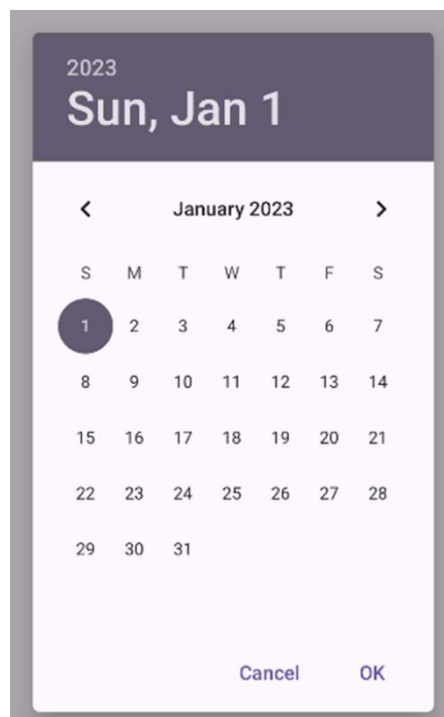 2023
Sun, Jan 1
January 2023
S M T W T F S
1 2 3 4 5 6 7
8 9 10 11 12 13 14
15 16 17 18 19 20 21
22 23 24 25 26 27 28
29 30 31
Cancel OK